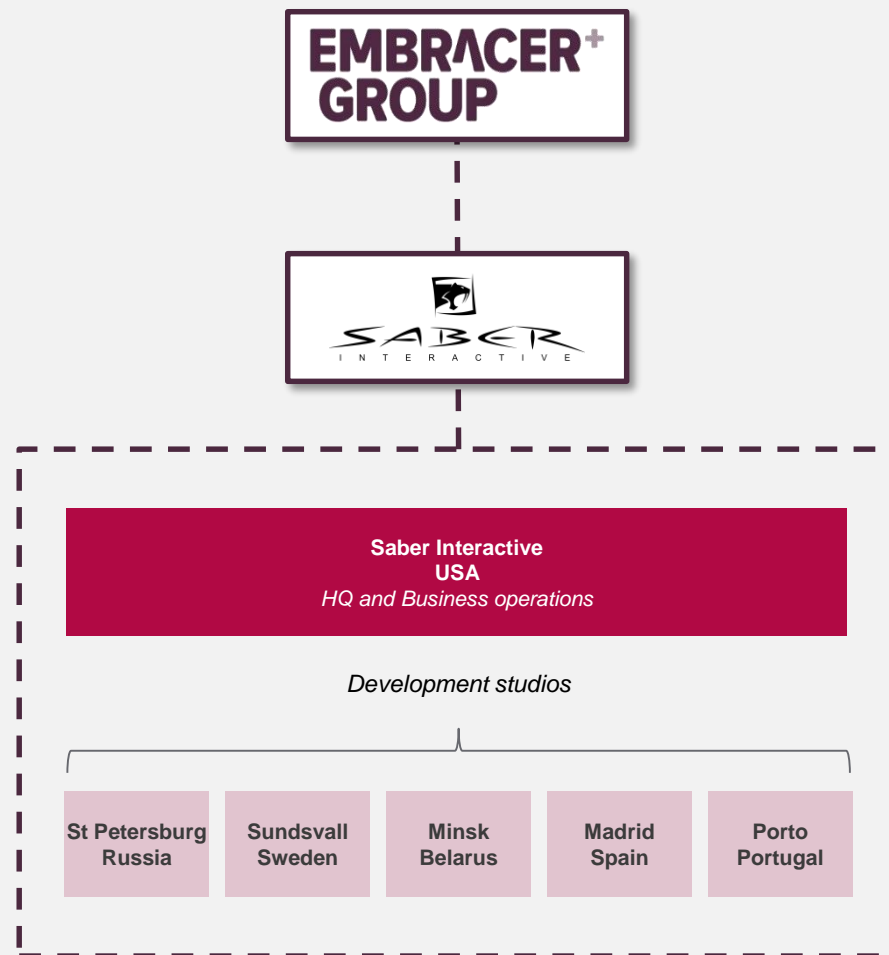 EMBRACER+
GROUP
SABER
INTERACTIVE
Saber Interactive
USA
HQ and Business operations
Development studios
St Petersburg
Russia
Sundsvall
Sweden
Minsk
Belarus
Madrid
Spain
Porto
Portugal